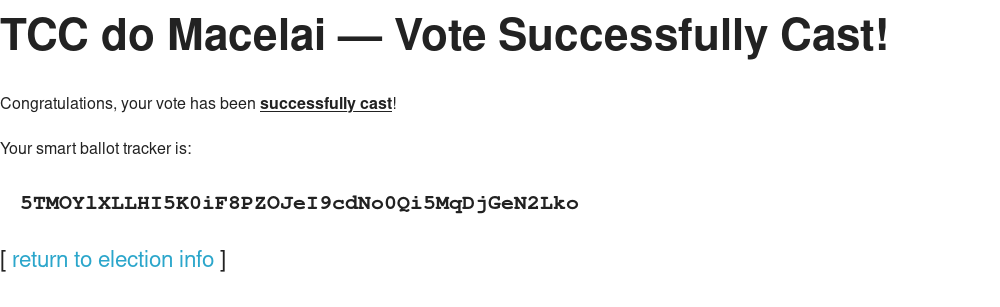 TCC do Macelai — Vote Successfully Cast!
Congratulations, your vote has been successfully cast!
Your smart ballot tracker is:
5TMOYlXLLHI5K0iF8PZOJeI9cdNo0Qi5MqDjGeN2Lko
[ return to election info ]